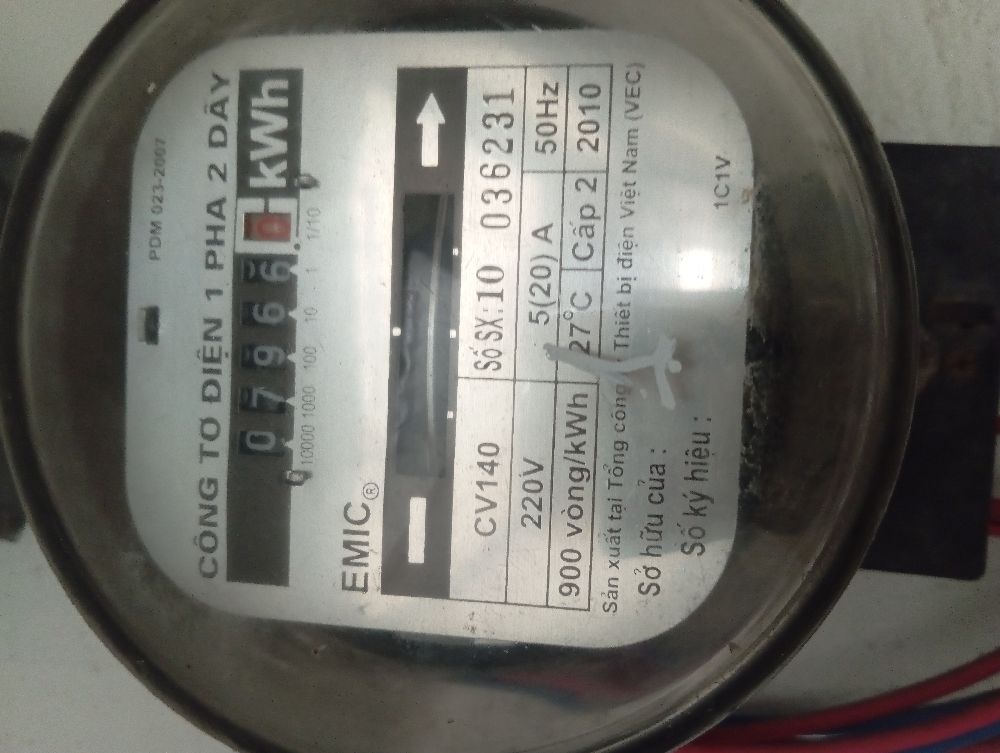 PDM 023-2007
CÔNG TƠ ĐIỆN 1 PHA 2 DÂY
0 7 9 6 6 0 kWh
10000 1000 100 10 1 1/10
EMIC®
CV140 Số SX: 10 036231
220V 5(20) A 50Hz
900 vòng/kWh 27°C Cấp 2 2010
Sản xuất tại Tổng công Thiết bị điện Việt Nam (VEC)
Sở hữu của :
Số ký hiệu :
1C1V